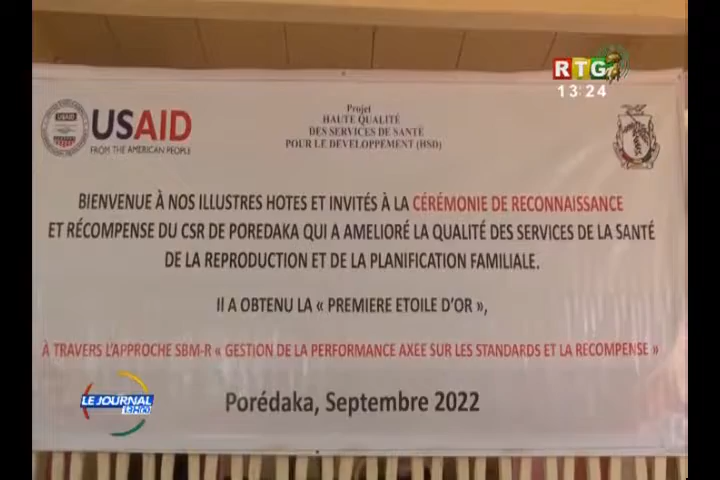 RTG
13:24
USAID
FROM THE AMERICAN PEOPLE
Projet
HAUTE QUALITÉ
DES SERVICES DE SANTÉ
POUR LE DEVELOPPEMENT (HSD)
BIENVENUE À NOS ILLUSTRES HOTES ET INVITÉS À LA CÉRÉMONIE DE RECONNAISSANCE
ET RÉCOMPENSE DU CSR DE POREDAKA QUI A AMELIORÉ LA QUALITÉ DES SERVICES DE LA SANTÉ
DE LA REPRODUCTION ET DE LA PLANIFICATION FAMILIALE.
Il A OBTENU LA « PREMIERE ETOILE D'OR »,
À TRAVERS L'APPROCHE SBM-R « GESTION DE LA PERFORMANCE AXEE SUR LES STANDARDS ET LA RECOMPENSE »
LE JOURNAL
13H00
Porédaka, Septembre 2022